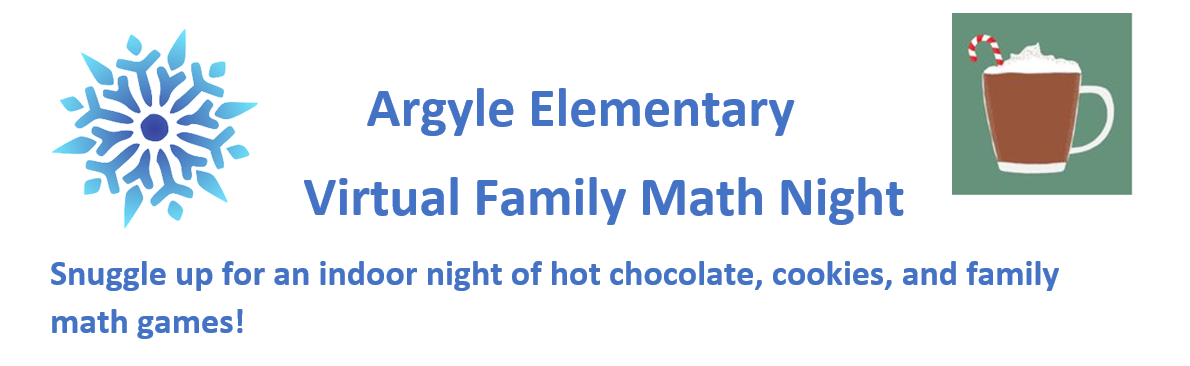 Argyle Elementary
Virtual Family Math Night
Snuggle up for an indoor night of hot chocolate, cookies, and family
math games!